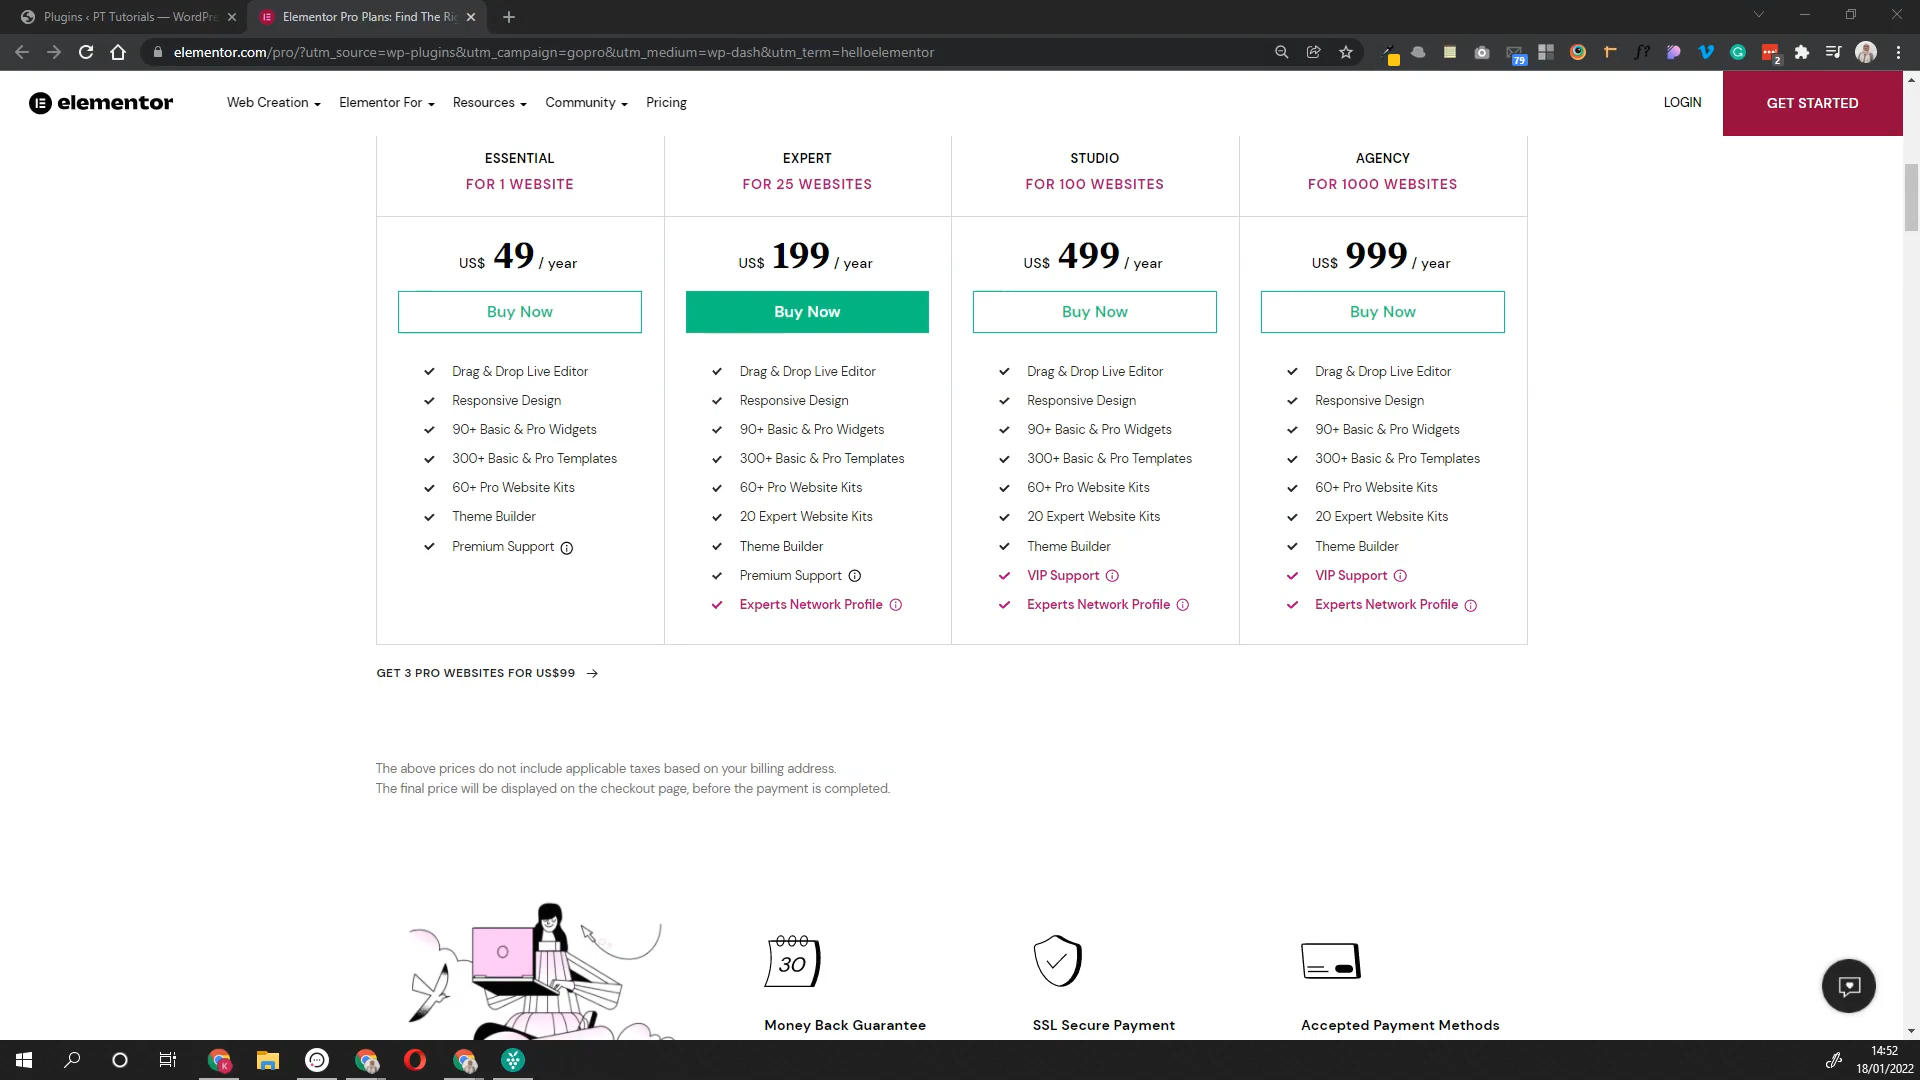 Plugins ‹ PT Tutorials — WordPre
Elementor Pro Plans: Find The Ri
elementor.com/pro/?utm_source=wp-plugins&utm_campaign=gopro&utm_medium=wp-dash&utm_term=helloelementor
79
2
elementor
Web Creation
Elementor For
Resources
Community
Pricing
LOGIN
GET STARTED
ESSENTIAL
FOR 1 WEBSITE
US$ 49 / year
Buy Now
Drag & Drop Live Editor
Responsive Design
90+ Basic & Pro Widgets
300+ Basic & Pro Templates
60+ Pro Website Kits
Theme Builder
Premium Support
EXPERT
FOR 25 WEBSITES
US$ 199 / year
Buy Now
Drag & Drop Live Editor
Responsive Design
90+ Basic & Pro Widgets
300+ Basic & Pro Templates
60+ Pro Website Kits
20 Expert Website Kits
Theme Builder
Premium Support
Experts Network Profile
STUDIO
FOR 100 WEBSITES
US$ 499 / year
Buy Now
Drag & Drop Live Editor
Responsive Design
90+ Basic & Pro Widgets
300+ Basic & Pro Templates
60+ Pro Website Kits
20 Expert Website Kits
Theme Builder
VIP Support
Experts Network Profile
AGENCY
FOR 1000 WEBSITES
US$ 999 / year
Buy Now
Drag & Drop Live Editor
Responsive Design
90+ Basic & Pro Widgets
300+ Basic & Pro Templates
60+ Pro Website Kits
20 Expert Website Kits
Theme Builder
VIP Support
Experts Network Profile
GET 3 PRO WEBSITES FOR US$99
The above prices do not include applicable taxes based on your billing address.
The final price will be displayed on the checkout page, before the payment is completed.
30
Money Back Guarantee
SSL Secure Payment
Accepted Payment Methods
14:52
18/01/2022